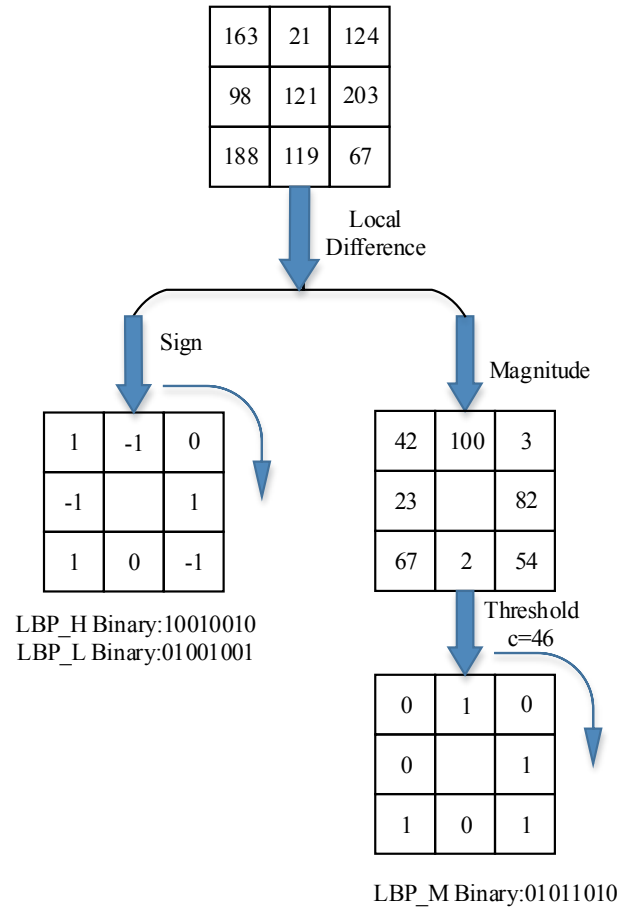 163 21 124
98 121 203
188 119 67
Local
Difference
Sign
Magnitude
1 -1 0
-1 1
1 0 -1
42 100 3
23 82
67 2 54
LBP_H Binary:10010010
LBP_L Binary:01001001
Threshold
c=46
0 1 0
0 1
1 0 1
LBP_M Binary:01011010